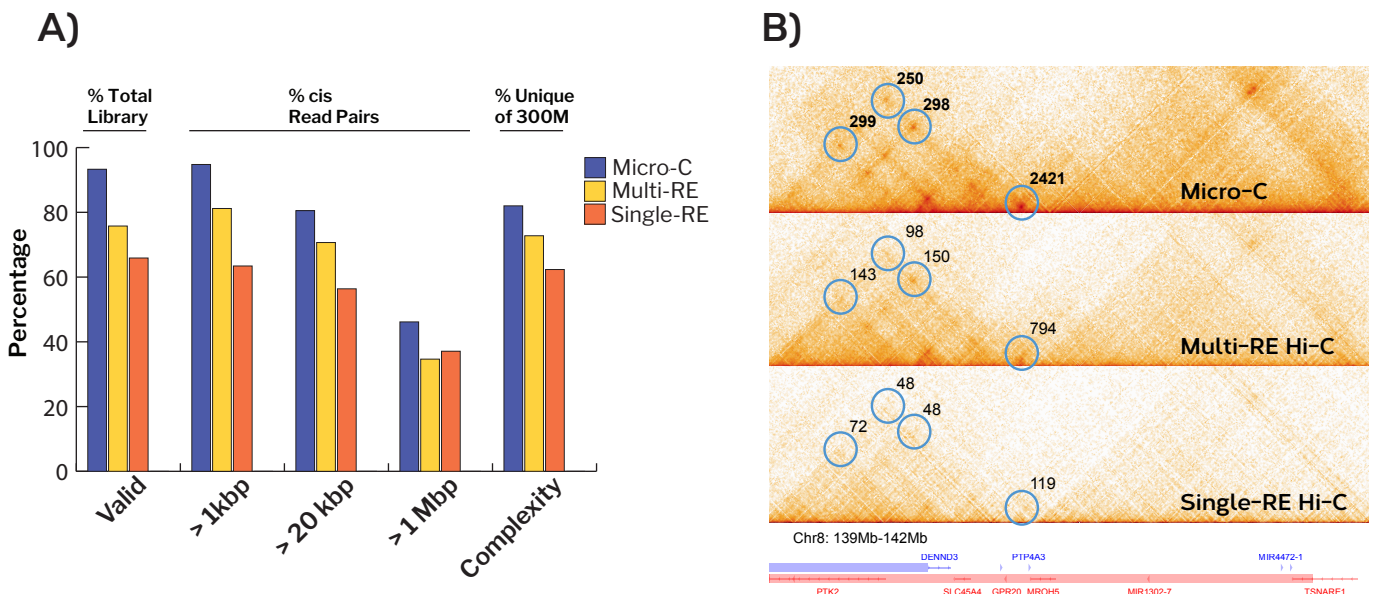 A)
% Total
Library
% cis
Read Pairs
% Unique
of 300M
Percentage
100
80
60
40
20
0
Micro-C
Multi-RE
Single-RE
Valid
> 1kbp
> 20 kbp
> 1 Mbp
Complexity
B)
250
298
299
2421
Micro-C
98
150
143
794
Multi-RE Hi-C
48
48
72
119
Single-RE Hi-C
Chr8: 139Mb-142Mb
DENND3 PTP4A3 MIR4472-1
PTK2 SLC45A4 GPR20 MROH5 MIR1302-7 TSNARE1